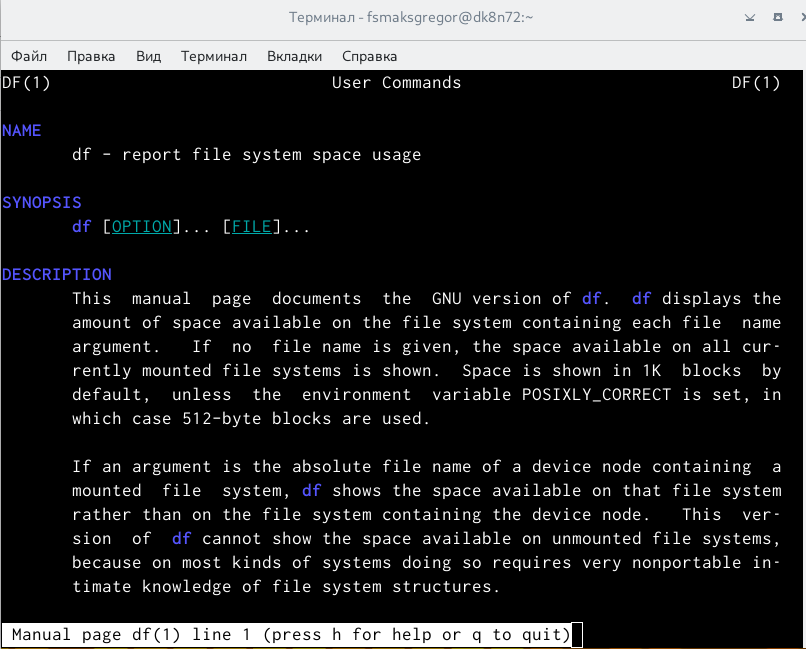 Терминал - fsmaksgregor@dk8n72:~
Файл Правка Вид Терминал Вкладки Справка
DF(1) User Commands DF(1)
NAME
df - report file system space usage
SYNOPSIS
df [OPTION]... [FILE]...
DESCRIPTION
This manual page documents the GNU version of df. df displays the
amount of space available on the file system containing each file name
argument. If no file name is given, the space available on all cur-
rently mounted file systems is shown. Space is shown in 1K blocks by
default, unless the environment variable POSIXLY_CORRECT is set, in
which case 512-byte blocks are used.
If an argument is the absolute file name of a device node containing a
mounted file system, df shows the space available on that file system
rather than on the file system containing the device node. This ver-
sion of df cannot show the space available on unmounted file systems,
because on most kinds of systems doing so requires very nonportable in-
timate knowledge of file system structures.
Manual page df(1) line 1 (press h for help or q to quit)